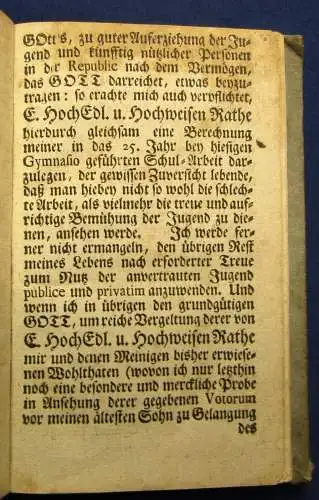 GOtt's, zu guter Auferziehung der Ju-
gend und künfftig nützlicher Personen
in der Republic nach dem Vermögen,
das GOTT darreichet, etwas beyzu-
tragen: so erachte mich auch verpflichtet,
E. HochEdl. u. Hochweisen Rathe
hierdurch gleichsam eine Berechnung
meiner in das 25. Jahr bey hiesigen
Gymnasio geführten Schul-Arbeit dar-
zulegen, der gewissen Zuversicht lebende,
daß man hiebey nicht so wohl die schlech-
te Arbeit, als vielmehr die treue und auf-
richtige Bemühung der Jugend zu die-
nen, ansehen werde. Ich werde fer-
ner nicht ermangeln, den übrigen Rest
meines Lebens nach erforderter Treue
zum Nutz der anvertrauten Jugend
publice und privatim anzuwenden. Und
wenn ich in übrigen den grundgütigen
GOTT, um reiche Vergeltung derer von
E. HochEdl. u. Hochweisen Rathe
mir und denen Meinigen bisher erwiese-
nen Wohlthaten (wovon ich nur letzthin
noch eine besondere und merckliche Probe
in Ansehung derer gegebenen Votorum
vor meinen ältesten Sohn zu Gelangung
des